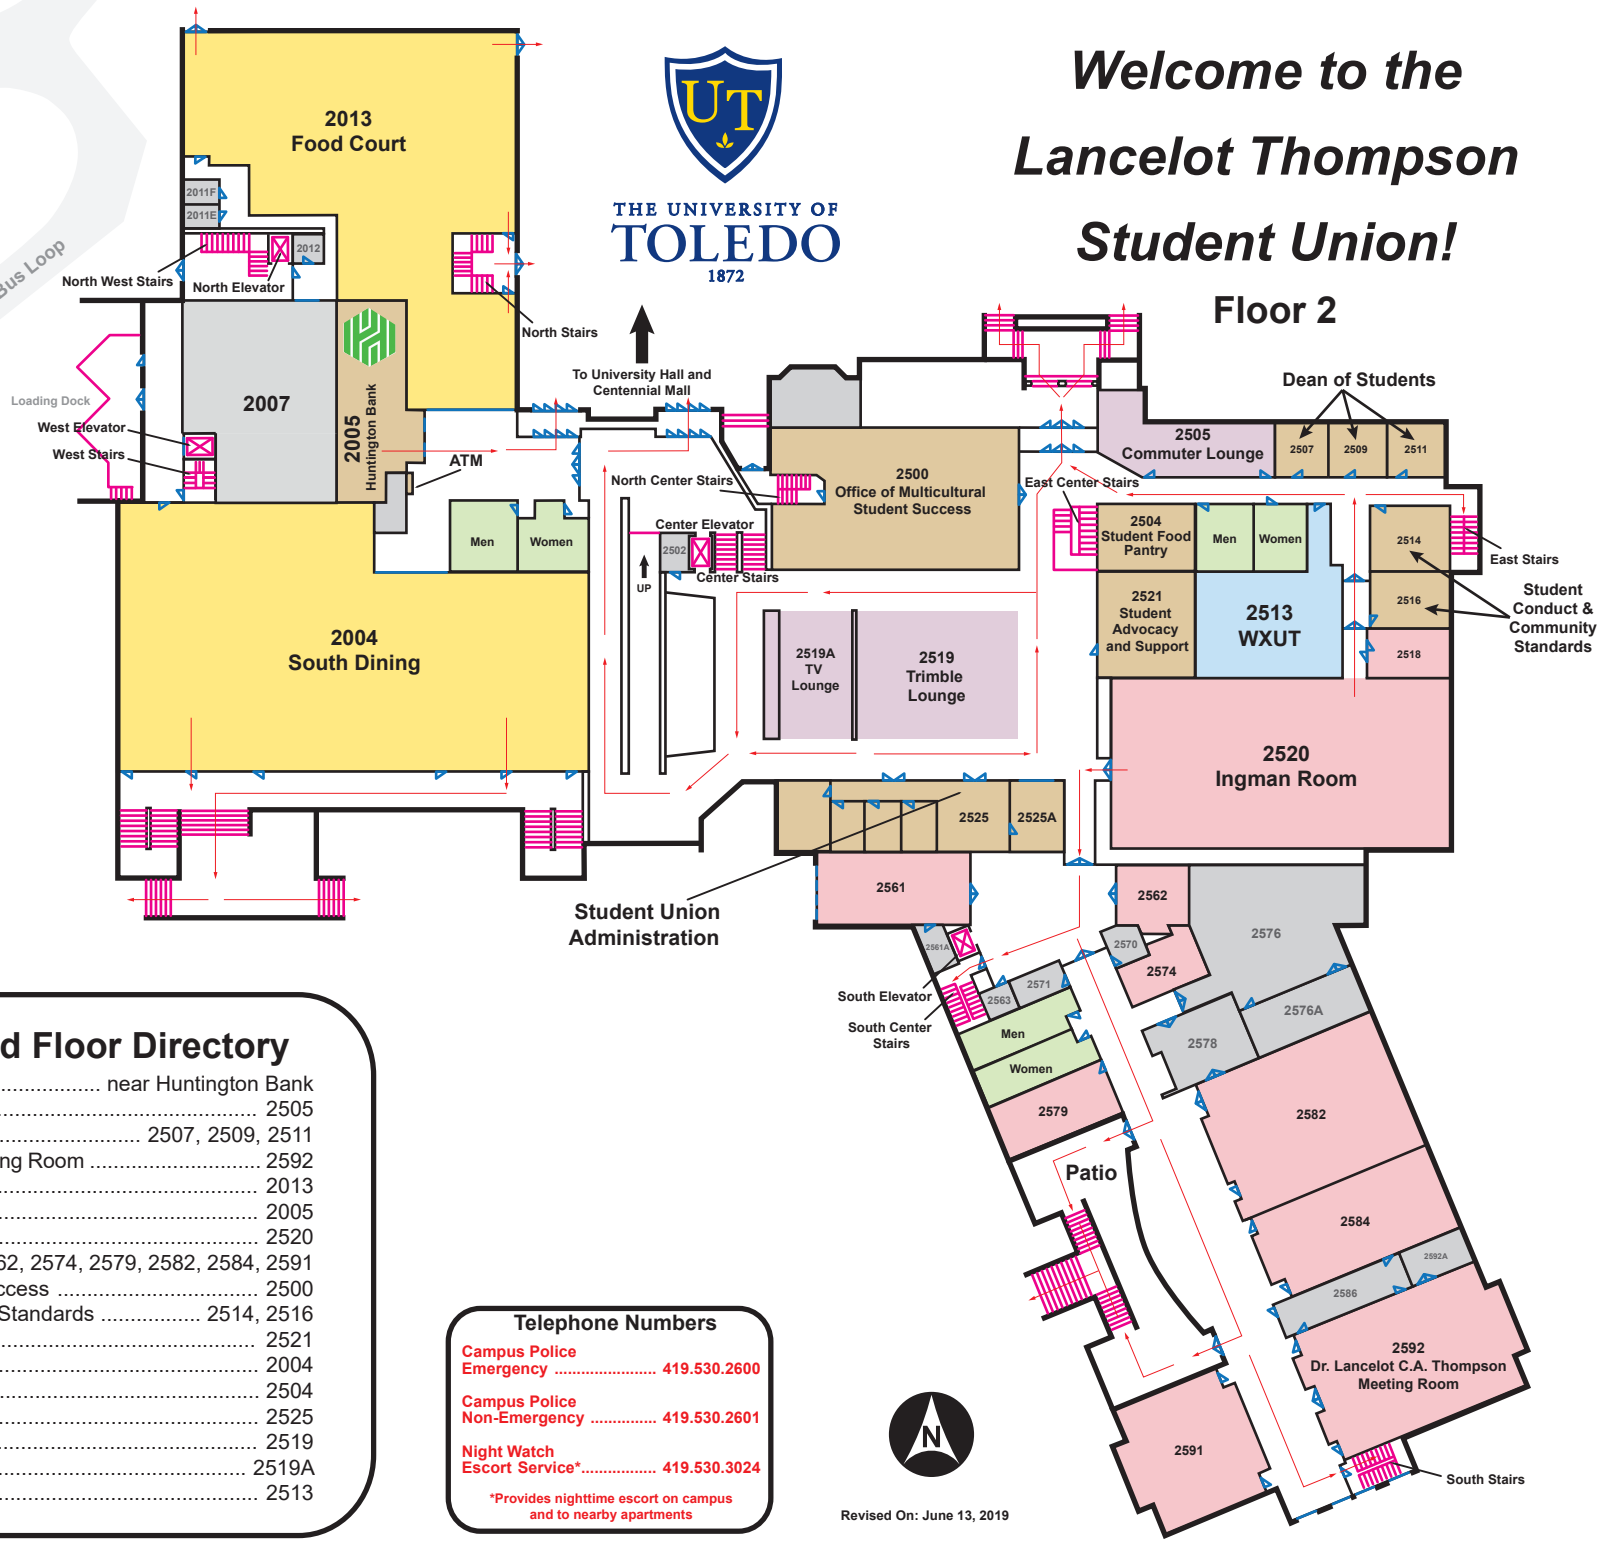 Welcome to the
Lancelot Thompson
Student Union!
Floor 2
UT
THE UNIVERSITY OF
TOLEDO
1872
Bus Loop
2013
Food Court
2011F
2011E
2012
North West Stairs
North Elevator
North Stairs
To University Hall and
Centennial Mall
Loading Dock
West Elevator
West Stairs
2007
2005
Huntington Bank
ATM
Men
Women
2004
South Dining
UP
North Center Stairs
Center Elevator
2502
Center Stairs
2500
Office of Multicultural
Student Success
East Center Stairs
2505
Commuter Lounge
Dean of Students
2507
2509
2511
2504
Student Food
Pantry
Men
Women
2514
East Stairs
2516
Student
Conduct &
Community
Standards
2518
2521
Student
Advocacy
and Support
2513
WXUT
2519A
TV
Lounge
2519
Trimble
Lounge
2520
Ingman Room
2525
2525A
Student Union
Administration
2561
2561A
South Elevator
South Center
Stairs
2563
2571
Men
Women
2579
2562
2570
2574
2576
2576A
2578
2582
2584
2586
2592A
2592
Dr. Lancelot C.A. Thompson
Meeting Room
2591
Patio
South Stairs
d Floor Directory
.................. near Huntington Bank
............................................ 2505
........................ 2507, 2509, 2511
ng Room ............................. 2592
............................................ 2013
............................................ 2005
............................................ 2520
62, 2574, 2579, 2582, 2584, 2591
ccess .................................. 2500
Standards ................. 2514, 2516
............................................ 2521
............................................ 2004
............................................ 2504
............................................ 2525
............................................ 2519
.......................................... 2519A
............................................ 2513
Telephone Numbers
Campus Police
Emergency ...................... 419.530.2600
Campus Police
Non-Emergency ............... 419.530.2601
Night Watch
Escort Service*................ 419.530.3024
*Provides nighttime escort on campus
and to nearby apartments
N
Revised On: June 13, 2019